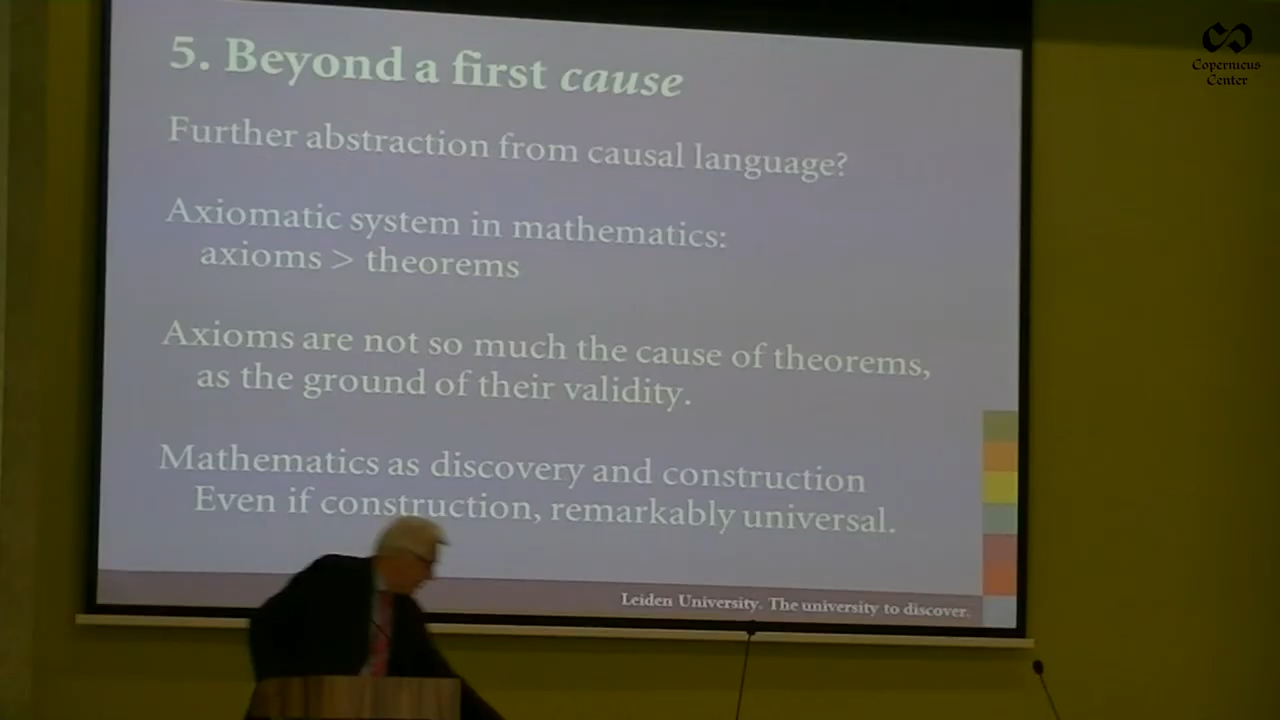 Copernicus
Center
5. Beyond a first cause
Further abstraction from causal language?
Axiomatic system in mathematics:
axioms > theorems
Axioms are not so much the cause of theorems,
as the ground of their validity.
Mathematics as discovery and construction
Even if construction, remarkably universal.
Leiden University. The university to discover.